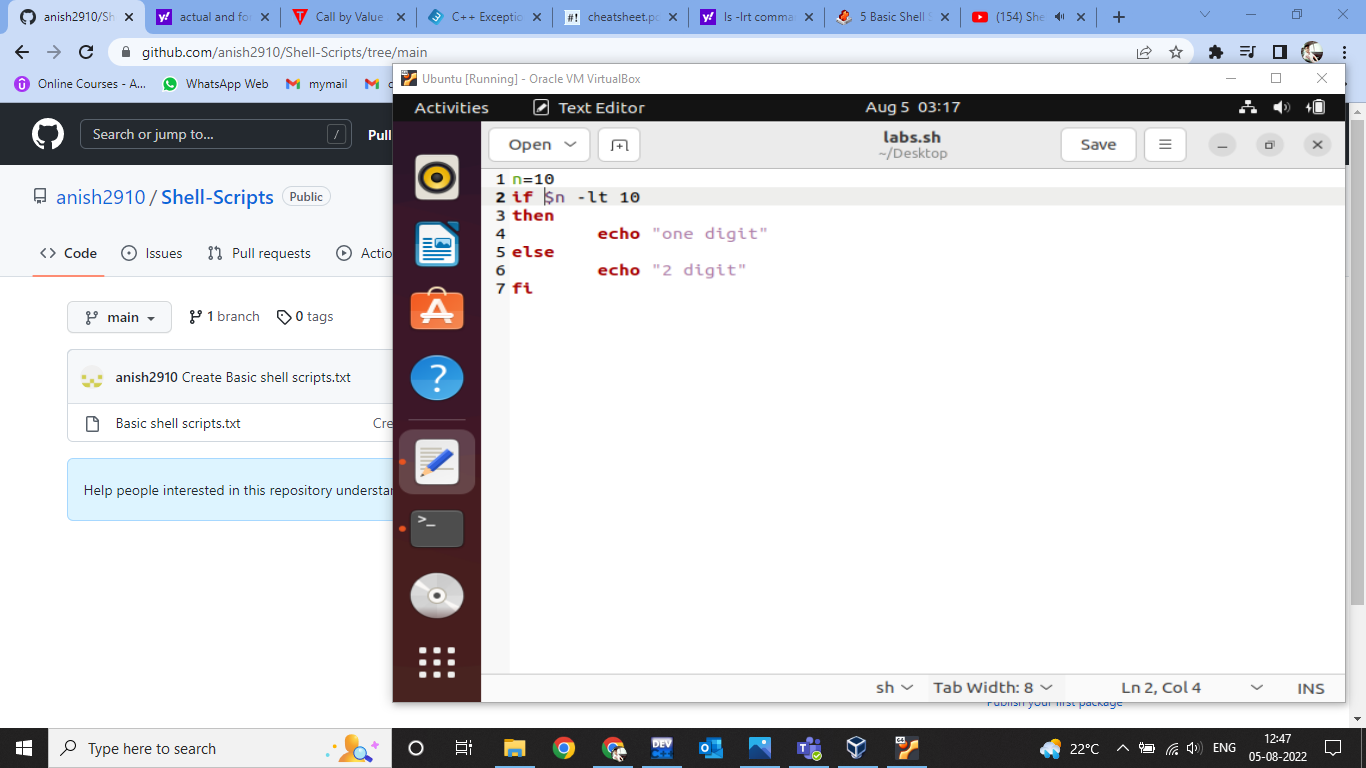 anish2910/Sh
actual and fo
Call by Value
C++ Exceptio
cheatsheet.pd
ls -lrt comma
5 Basic Shell S
(154) She
github.com/anish2910/Shell-Scripts/tree/main
Online Courses - A...
WhatsApp Web
mymail
Ubuntu [Running] - Oracle VM VirtualBox
Activities
Text Editor
Aug 5 03:17
Search or jump to...
/
Pull
Open
labs.sh
~/Desktop
Save
anish2910 / Shell-Scripts
Public
1 n=10
2 if $n -lt 10
3 then
4 echo "one digit"
5 else
6 echo "2 digit"
7 fi
Code
Issues
Pull requests
Actio
main
1 branch
0 tags
anish2910 Create Basic shell scripts.txt
Basic shell scripts.txt
Cre
Help people interested in this repository understa
sh
Tab Width: 8
Ln 2, Col 4
INS
Publish your first package
Type here to search
DEV
22°C
ENG
12:47
05-08-2022